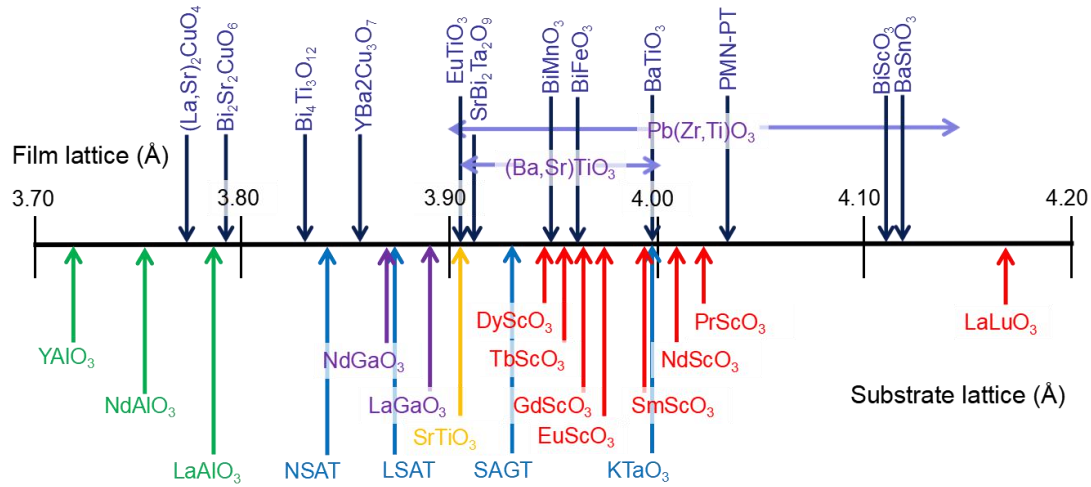 (La,Sr)₂CuO₄
Bi₂Sr₂CuO₆
Bi₄Ti₃O₁₂
YBa2Cu₃O₇
EuTiO₃
SrBi₂Ta₂O₉
BiMnO₃
BiFeO₃
BaTiO₃
PMN-PT
BiScO₃
BaSnO₃
Pb(Zr,Ti)O₃
Film lattice (Å)
(Ba,Sr)TiO₃
3.70 3.80 3.90 4.00 4.10 4.20
DyScO₃ PrScO₃ LaLuO₃
YAlO₃ NdGaO₃ TbScO₃ NdScO₃
Substrate lattice (Å)
NdAlO₃ LaGaO₃ GdScO₃ SmScO₃
SrTiO₃ EuScO₃
LaAlO₃ NSAT LSAT SAGT KTaO₃